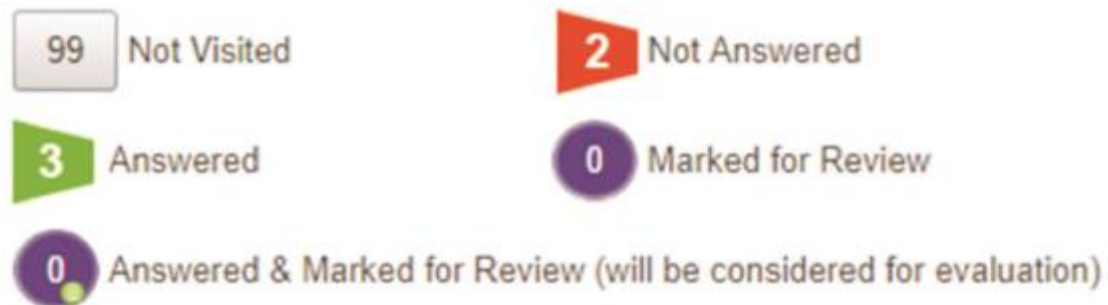 99 Not Visited
2 Not Answered
3 Answered
0 Marked for Review
0 Answered & Marked for Review (will be considered for evaluation)